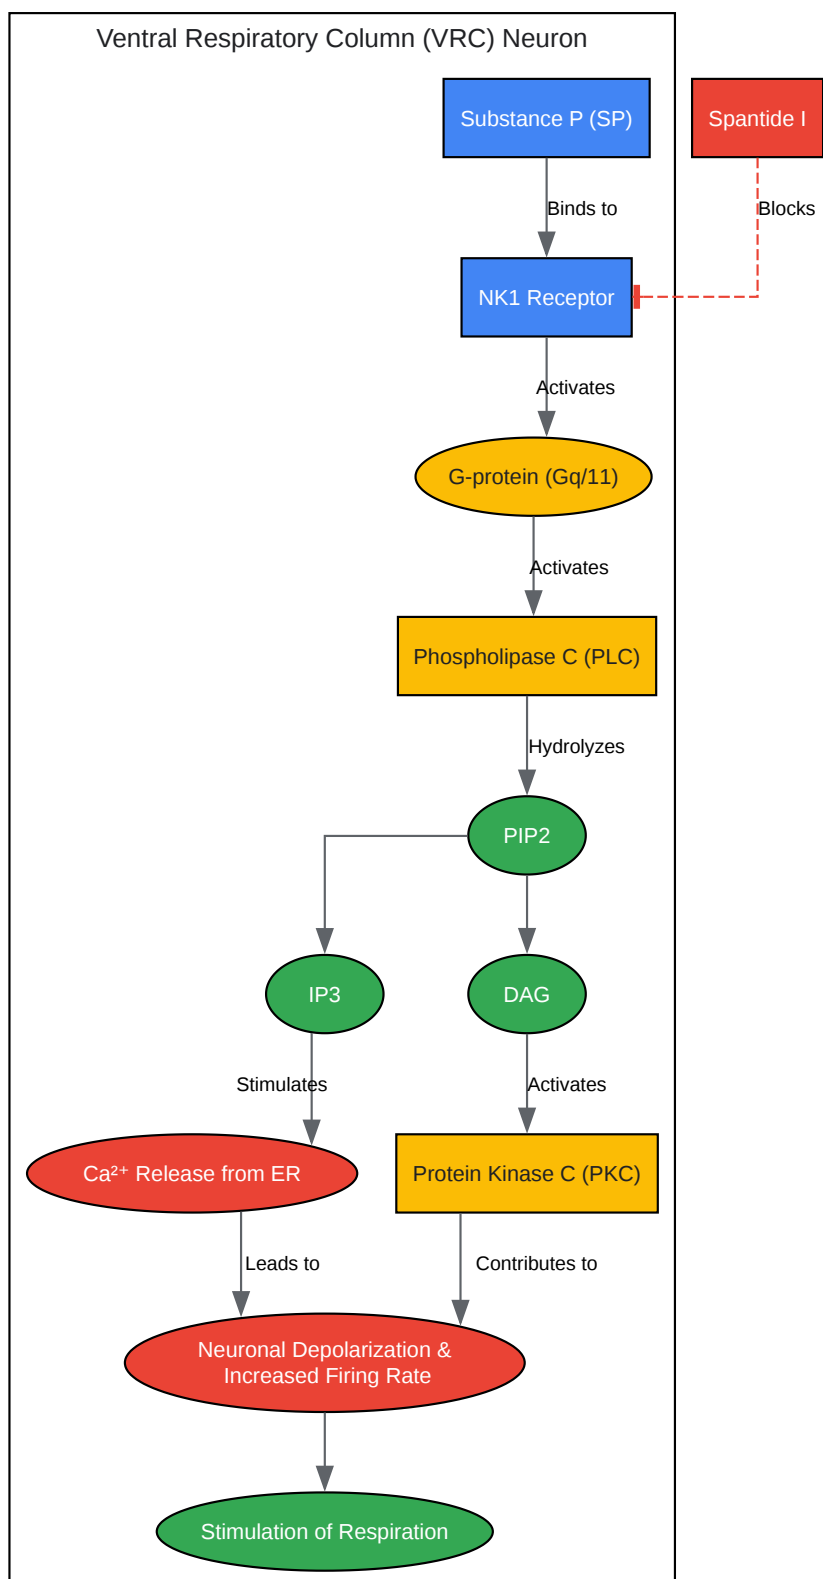 Ventral Respiratory Column (VRC) Neuron
Substance P (SP)
Spantide I
Binds to
Blocks
NK1 Receptor
Activates
G-protein (Gq/11)
Activates
Phospholipase C (PLC)
Hydrolyzes
PIP2
IP3
DAG
Stimulates
Activates
Ca²⁺ Release from ER
Protein Kinase C (PKC)
Leads to
Contributes to
Neuronal Depolarization &
Increased Firing Rate
Stimulation of Respiration